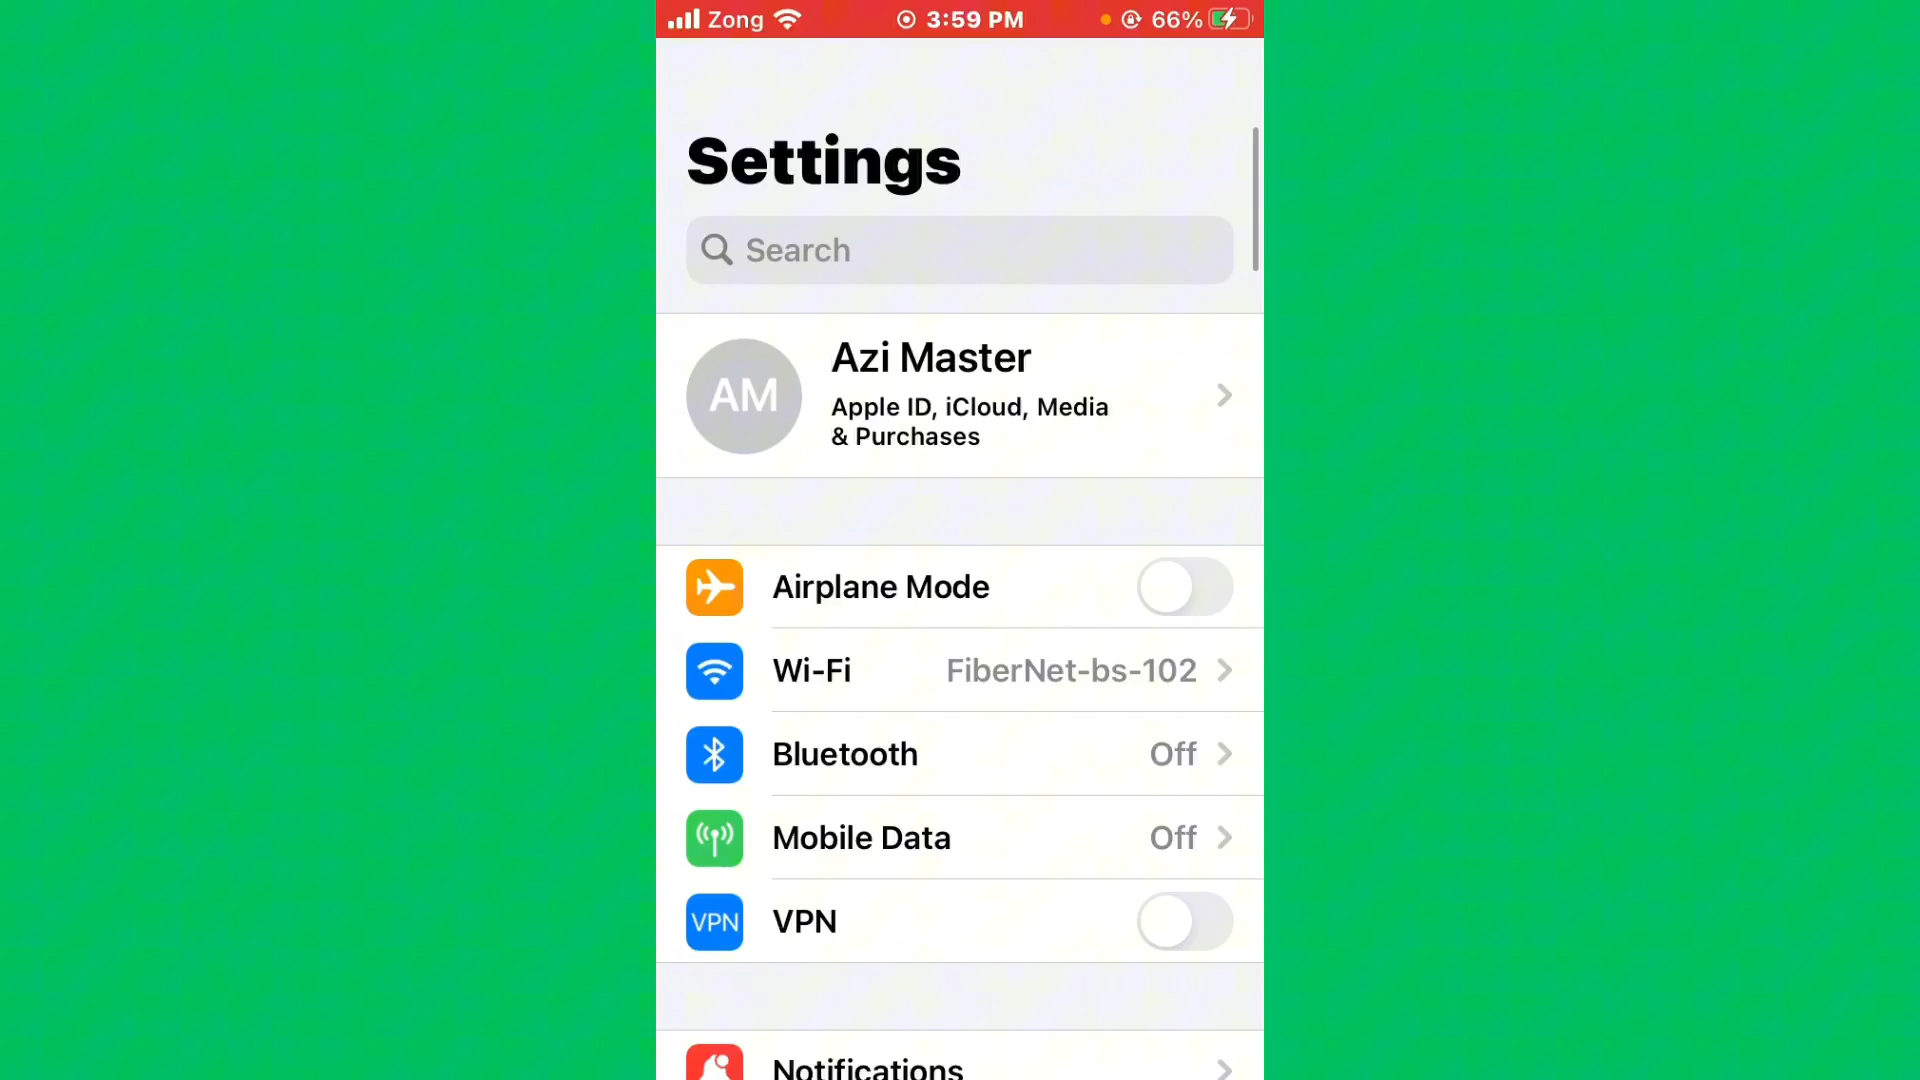 Zong 3:59 PM 66%
Settings
Search
AM
Azi Master
Apple ID, iCloud, Media
& Purchases
Airplane Mode
Wi-Fi FiberNet-bs-102
Bluetooth Off
Mobile Data Off
VPN VPN
Notifications